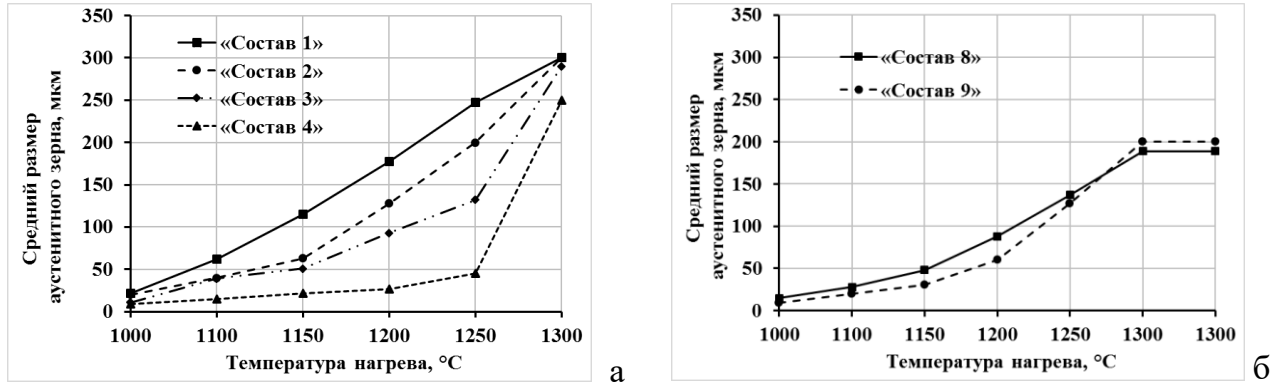 350
300
250
200
150
100
50
0
Средний размер
аустенитного зерна, мкм
«Состав 1»
«Состав 2»
«Состав 3»
«Состав 4»
1000 1100 1150 1200 1250 1300
Температура нагрева, °С
а
350
300
250
200
150
100
50
0
Средний размер
аустенитного зерна, мкм
«Состав 8»
«Состав 9»
1000 1100 1150 1200 1250 1300 1300
Температура нагрева, °С
б